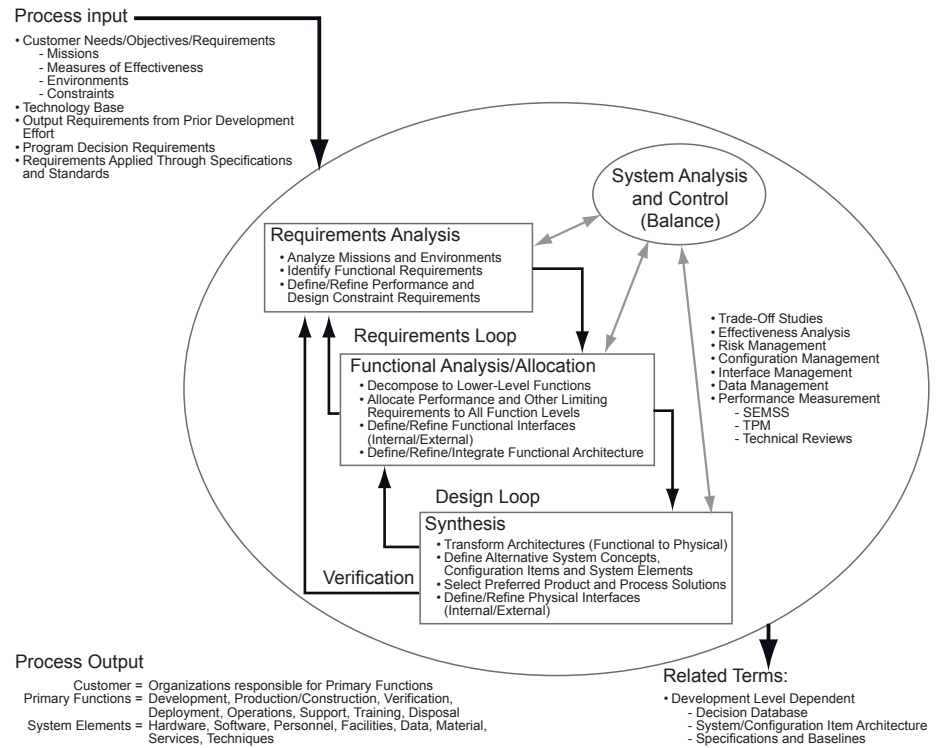 Process input
• Customer Needs/Objectives/Requirements
- Missions
- Measures of Effectiveness
- Environments
- Constraints
• Technology Base
• Output Requirements from Prior Development
Effort
• Program Decision Requirements
• Requirements Applied Through Specifications
and Standards
System Analysis
and Control
(Balance)
Requirements Analysis
• Analyze Missions and Environments
• Identify Functional Requirements
• Define/Refine Performance and
Design Constraint Requirements
Requirements Loop
Functional Analysis/Allocation
• Decompose to Lower-Level Functions
• Allocate Performance and Other Limiting
Requirements to All Function Levels
• Define/Refine Functional Interfaces
(Internal/External)
• Define/Refine/Integrate Functional Architecture
• Trade-Off Studies
• Effectiveness Analysis
• Risk Management
• Configuration Management
• Interface Management
• Data Management
• Performance Measurement
- SEMSS
- TPM
- Technical Reviews
Design Loop
Synthesis
• Transform Architectures (Functional to Physical)
• Define Alternative System Concepts,
Configuration Items and System Elements
• Select Preferred Product and Process Solutions
• Define/Refine Physical Interfaces
(Internal/External)
Verification
Process Output
Customer = Organizations responsible for Primary Functions
Primary Functions = Development, Production/Construction, Verification,
Deployment, Operations, Support, Training, Disposal
System Elements = Hardware, Software, Personnel, Facilities, Data, Material,
Services, Techniques
Related Terms:
• Development Level Dependent
- Decision Database
- System/Configuration Item Architecture
- Specifications and Baselines